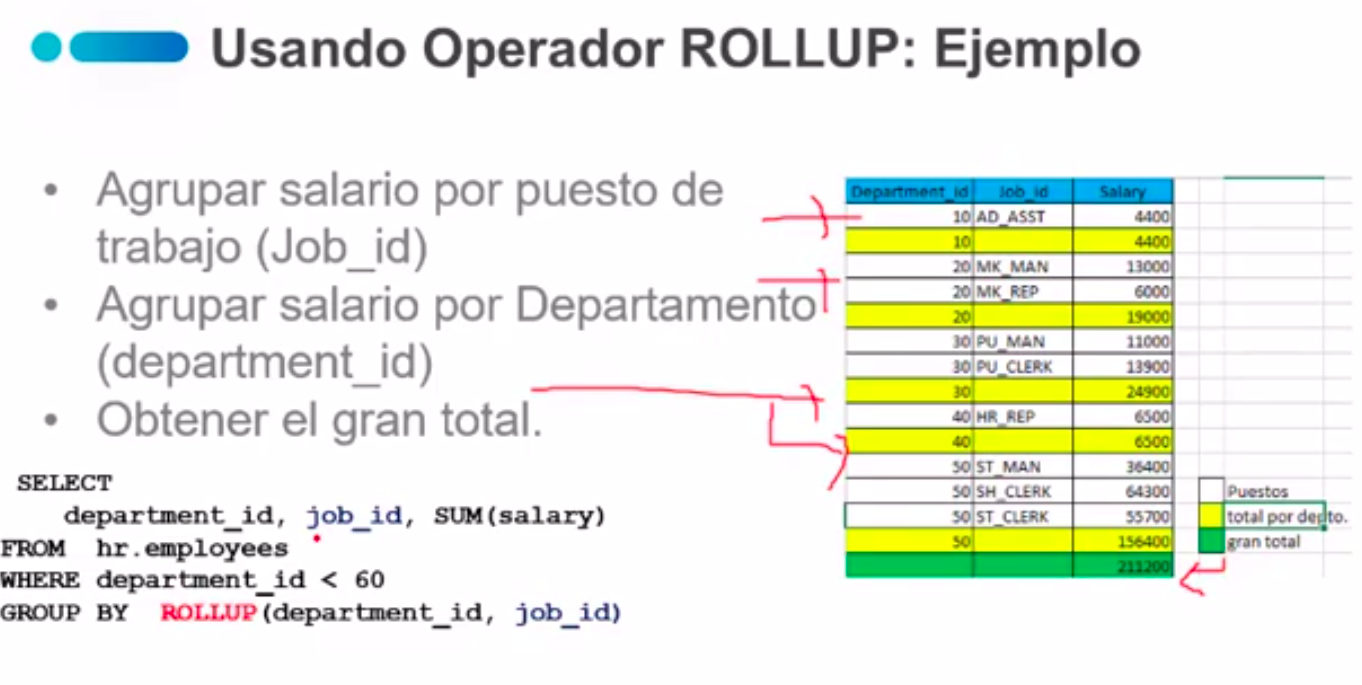 Usando Operador ROLLUP: Ejemplo
• Agrupar salario por puesto de
trabajo (Job_id)
• Agrupar salario por Departamento
(department_id)
• Obtener el gran total.
SELECT
department_id, job_id, SUM(salary)
FROM hr.employees
WHERE department_id < 60
GROUP BY ROLLUP(department_id, job_id)
Department_id Job_id Salary
10 AD_ASST 4400
10 4400
20 MK_MAN 13000
20 MK_REP 6000
20 19000
30 PU_MAN 11000
30 PU_CLERK 13900
30 24900
40 HR_REP 6500
40 6500
50 ST_MAN 36400
50 SH_CLERK 64300
50 ST_CLERK 55700
50 156400
211200
Puestos
total por depto.
gran total